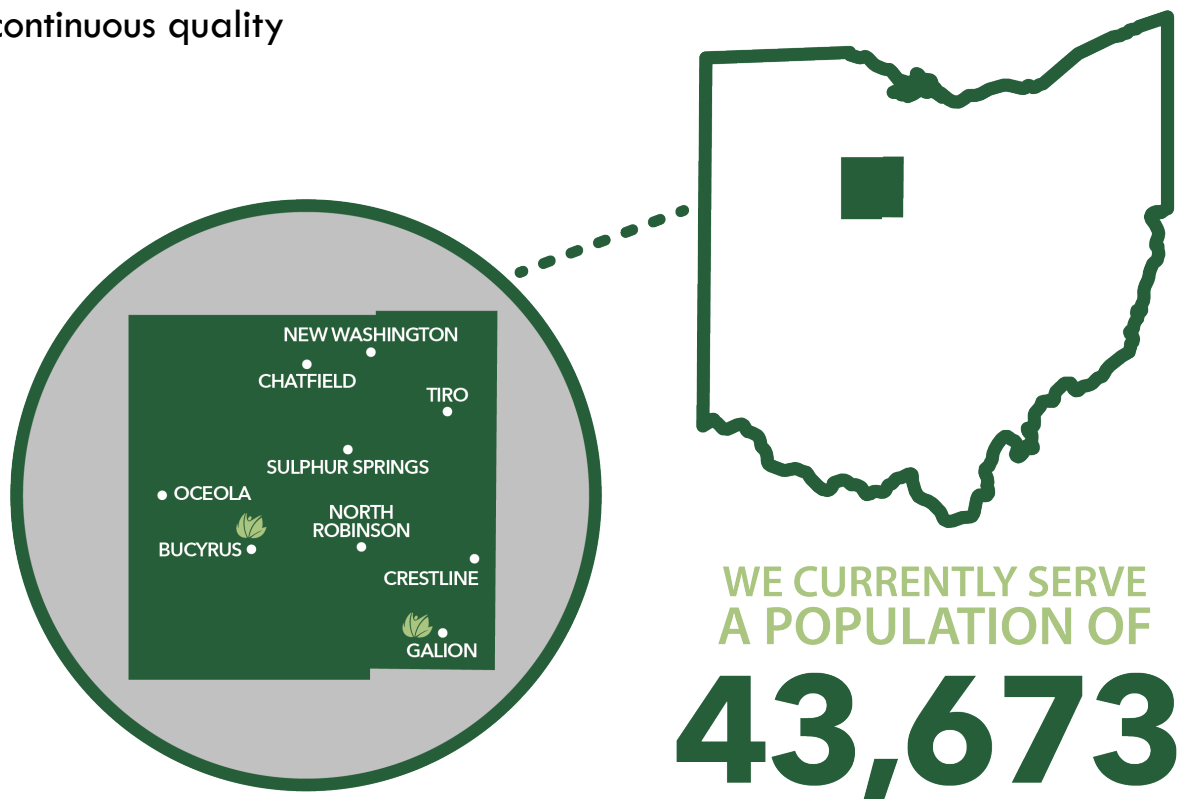 continuous quality
NEW WASHINGTON
CHATFIELD
TIRO
SULPHUR SPRINGS
OCEOLA
NORTH
ROBINSON
BUCYRUS
CRESTLINE
GALION
WE CURRENTLY SERVE
A POPULATION OF
43,673